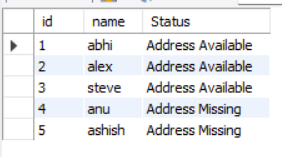 id name Status
1 abhi Address Available
2 alex Address Available
3 steve Address Available
4 anu Address Missing
5 ashish Address Missing